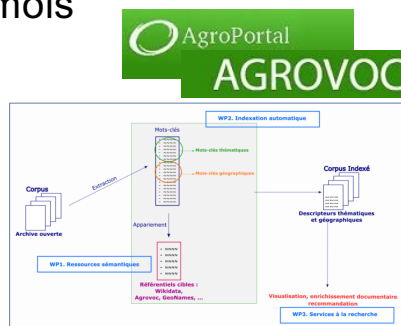 mois
AgroPortal
AGROVOC
WP2. Indexation automatique
Mots-clés
Mots-clés thématiques
Mots-clé géographiques
Corpus
Extraction
Archive ouverte
Corpus Indexé
Descripteurs thématiques
et géographiques
Appariement
WP1. Ressources sémantiques
Référentiels cibles :
Wikidata,
Agrovoc, GeoNames, ...
Visualisation, enrichissement documentaire
recommandation
WP3. Services à la recherche